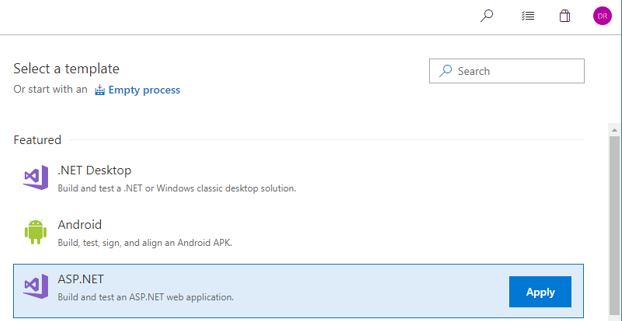 DR
Select a template
Or start with an Empty process
Search
Featured
.NET Desktop
Build and test a .NET or Windows classic desktop solution.
Android
Build, test, sign, and align an Android APK.
ASP.NET
Build and test an ASP.NET web application.
Apply